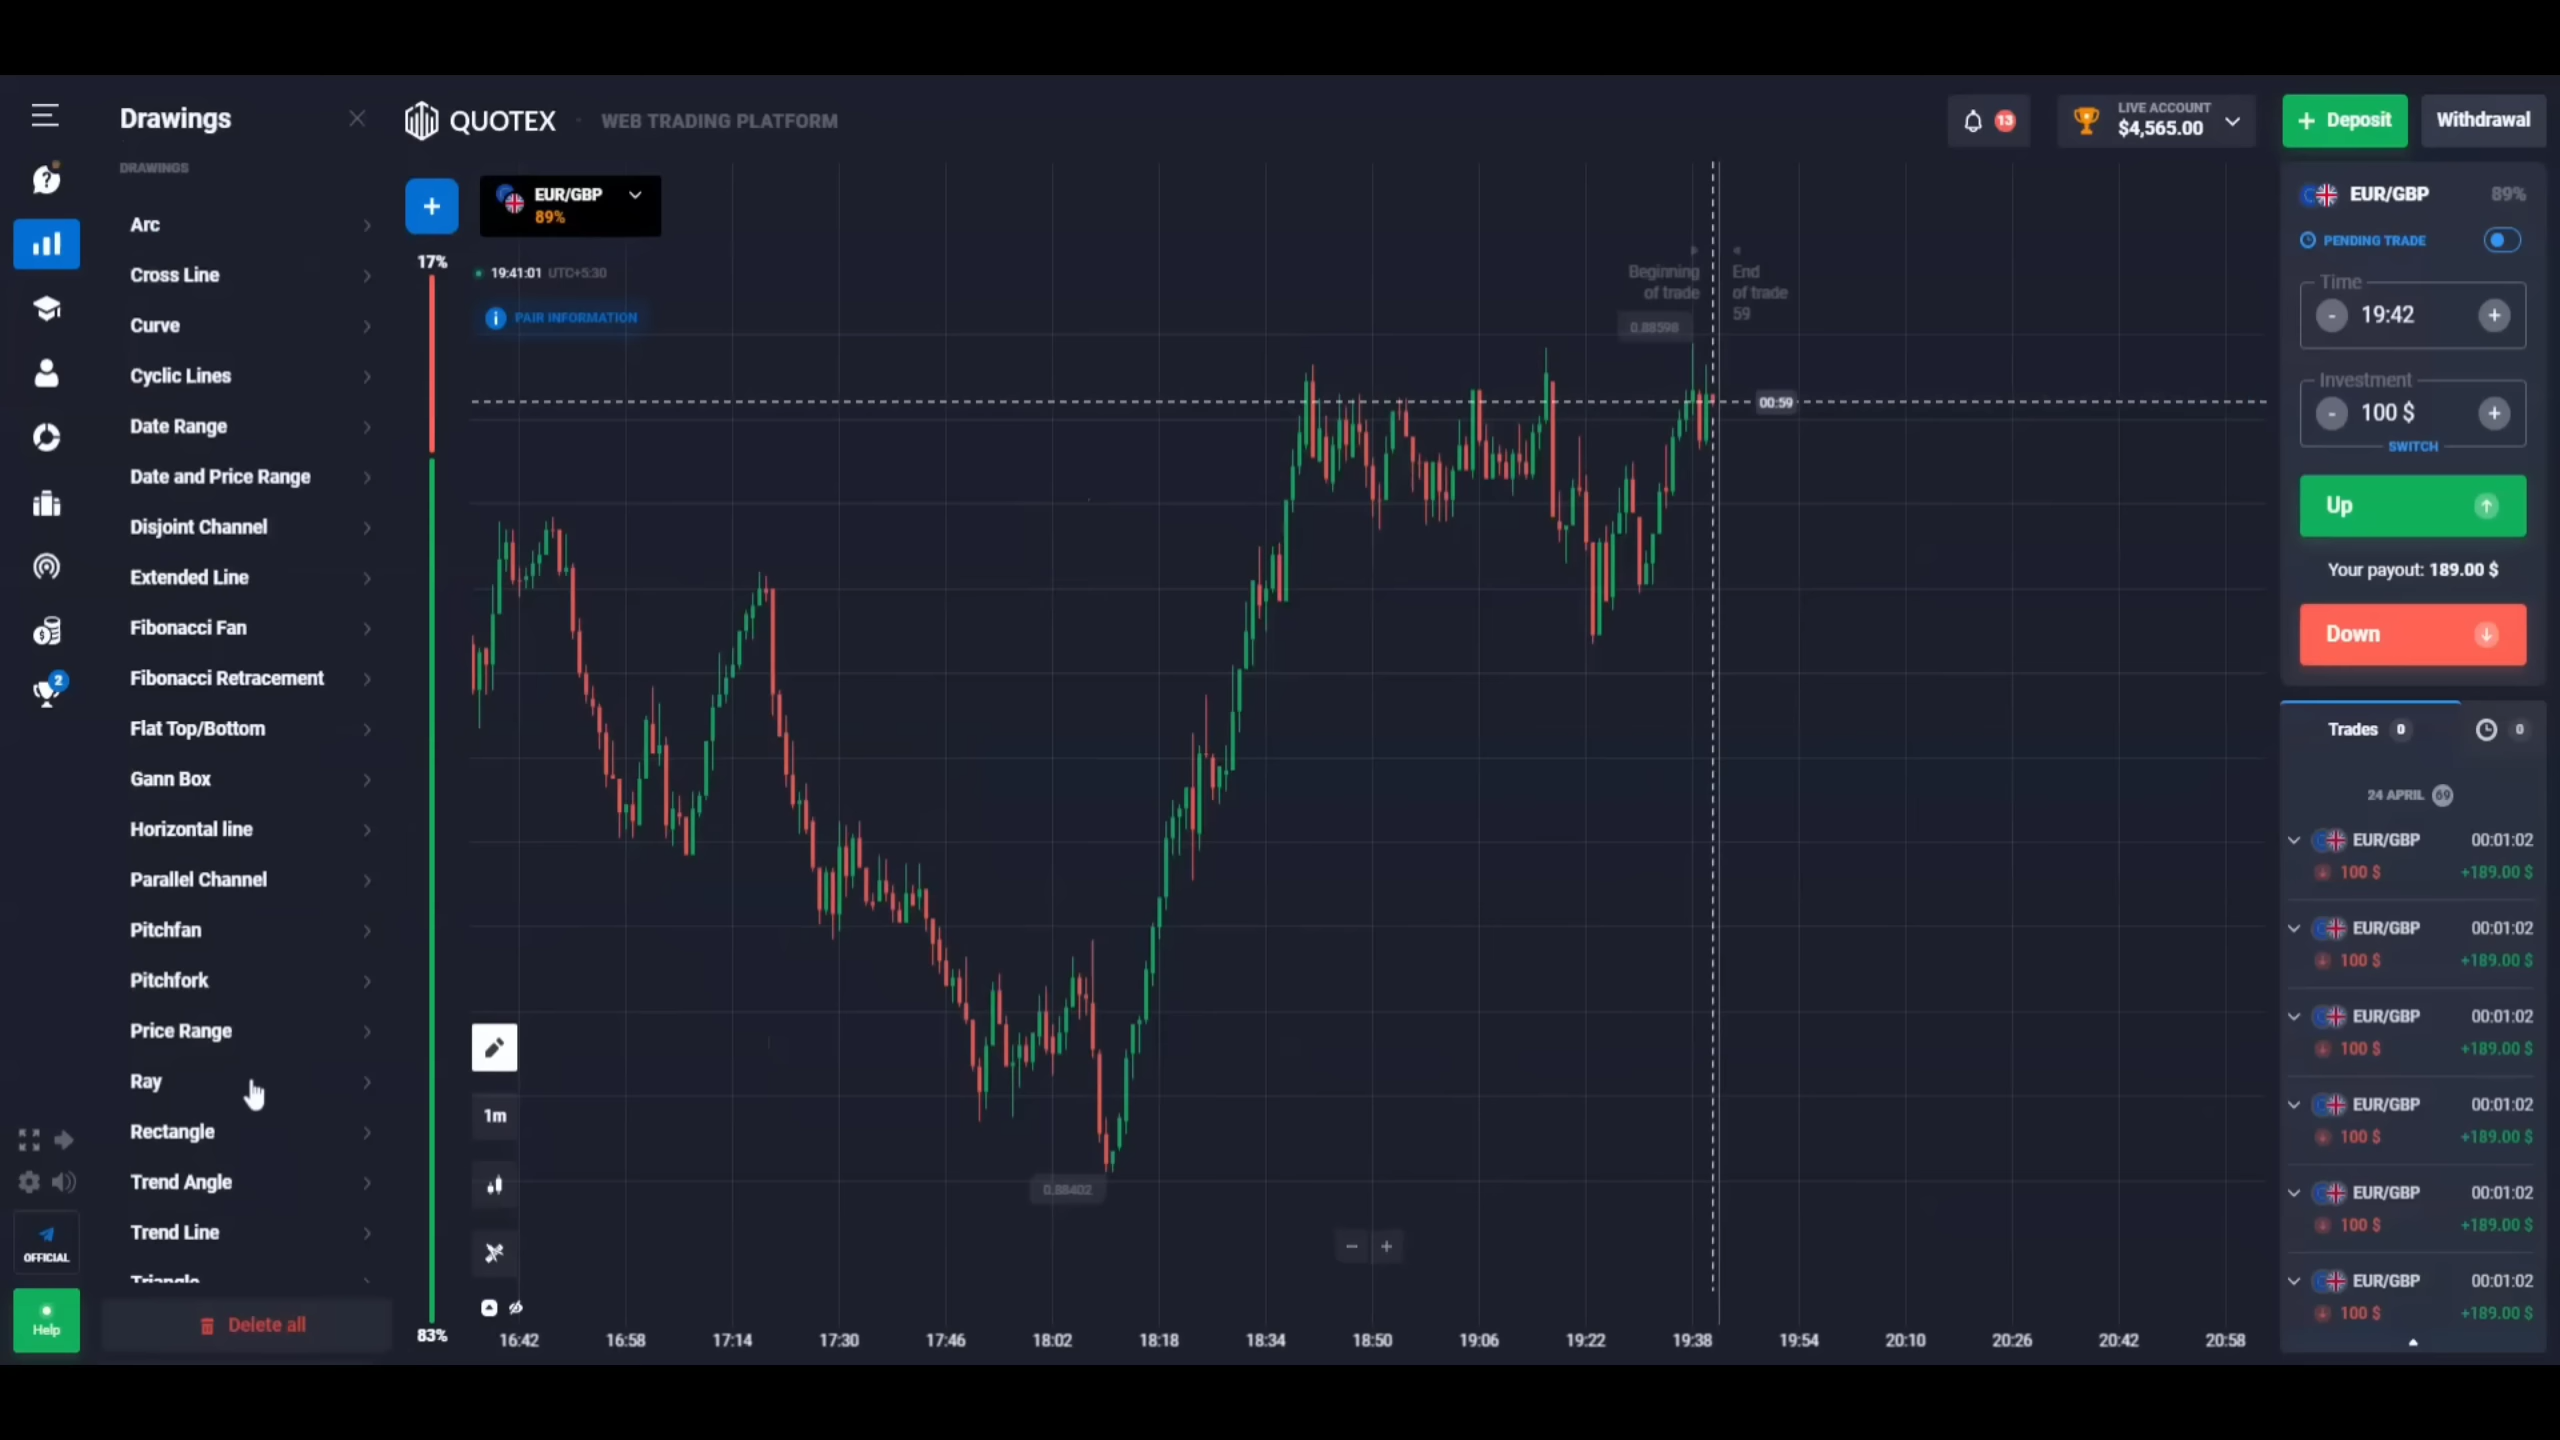 Drawings
DRAWINGS
Arc
Cross Line
Curve
Cyclic Lines
Date Range
Date and Price Range
Disjoint Channel
Extended Line
Fibonacci Fan
Fibonacci Retracement
Flat Top/Bottom
Gann Box
Horizontal line
Parallel Channel
Pitchfan
Pitchfork
Price Range
Ray
Rectangle
Trend Angle
Trend Line
Triangle
Delete all
2
OFFICIAL
Help
QUOTEX
WEB TRADING PLATFORM
13
LIVE ACCOUNT
$4,565.00
+ Deposit
Withdrawal
+
EUR/GBP
89%
17%
19:41:01 UTC+5:30
PAIR INFORMATION
Beginning
of trade
End
of trade
59
0.88598
00:59
1m
0.88402
- +
83%
16:42 16:58 17:14 17:30 17:46 18:02 18:18 18:34 18:50 19:06 19:22 19:38 19:54 20:10 20:26 20:42 20:58
EUR/GBP 89%
PENDING TRADE
Time
- 19:42 +
Investment
- 100 $ +
SWITCH
Up
Your payout: 189.00 $
Down
Trades 0 0
24 APRIL 69
EUR/GBP 00:01:02
100 $ +189.00 $
EUR/GBP 00:01:02
100 $ +189.00 $
EUR/GBP 00:01:02
100 $ +189.00 $
EUR/GBP 00:01:02
100 $ +189.00 $
EUR/GBP 00:01:02
100 $ +189.00 $
EUR/GBP 00:01:02
100 $ +189.00 $